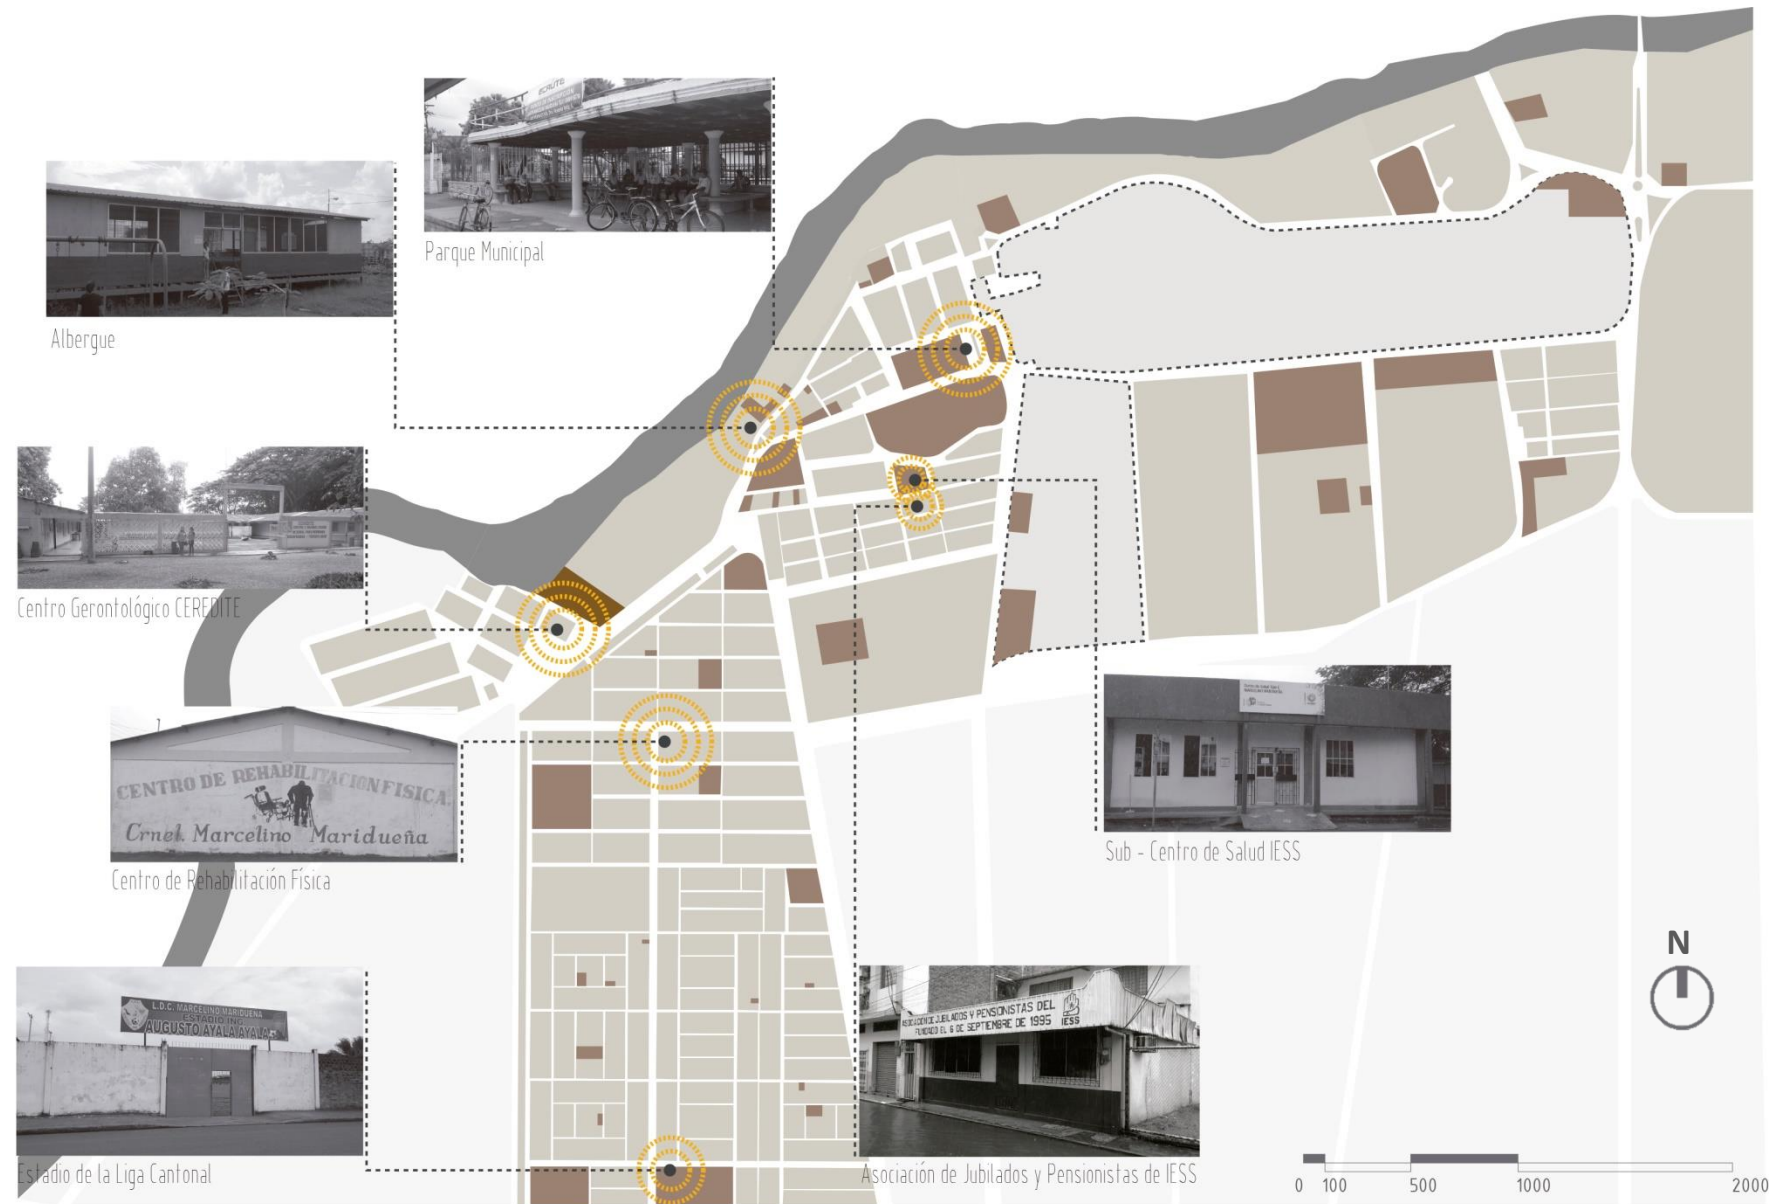 Parque Municipal
Albergue
Centro Gerontológico CEREDITE
CENTRO DE REHABILITACION FISICA
Crnel. Marcelino Maridueña
Centro de Rehabilitación Física
Sub - Centro de Salud IESS
L.D.C. MARCELINO MARIDUEÑA
ESTADIO ING.
AUGUSTO AYALA AYALA
Estadio de la Liga Cantonal
ASOCIACION DE JUBILADOS Y PENSIONISTAS DEL
FUNDADO EL 6 DE SEPTIEMBRE DE 1995 IESS
Asociación de Jubilados y Pensionistas de IESS
N
0 100 500 1000 2000